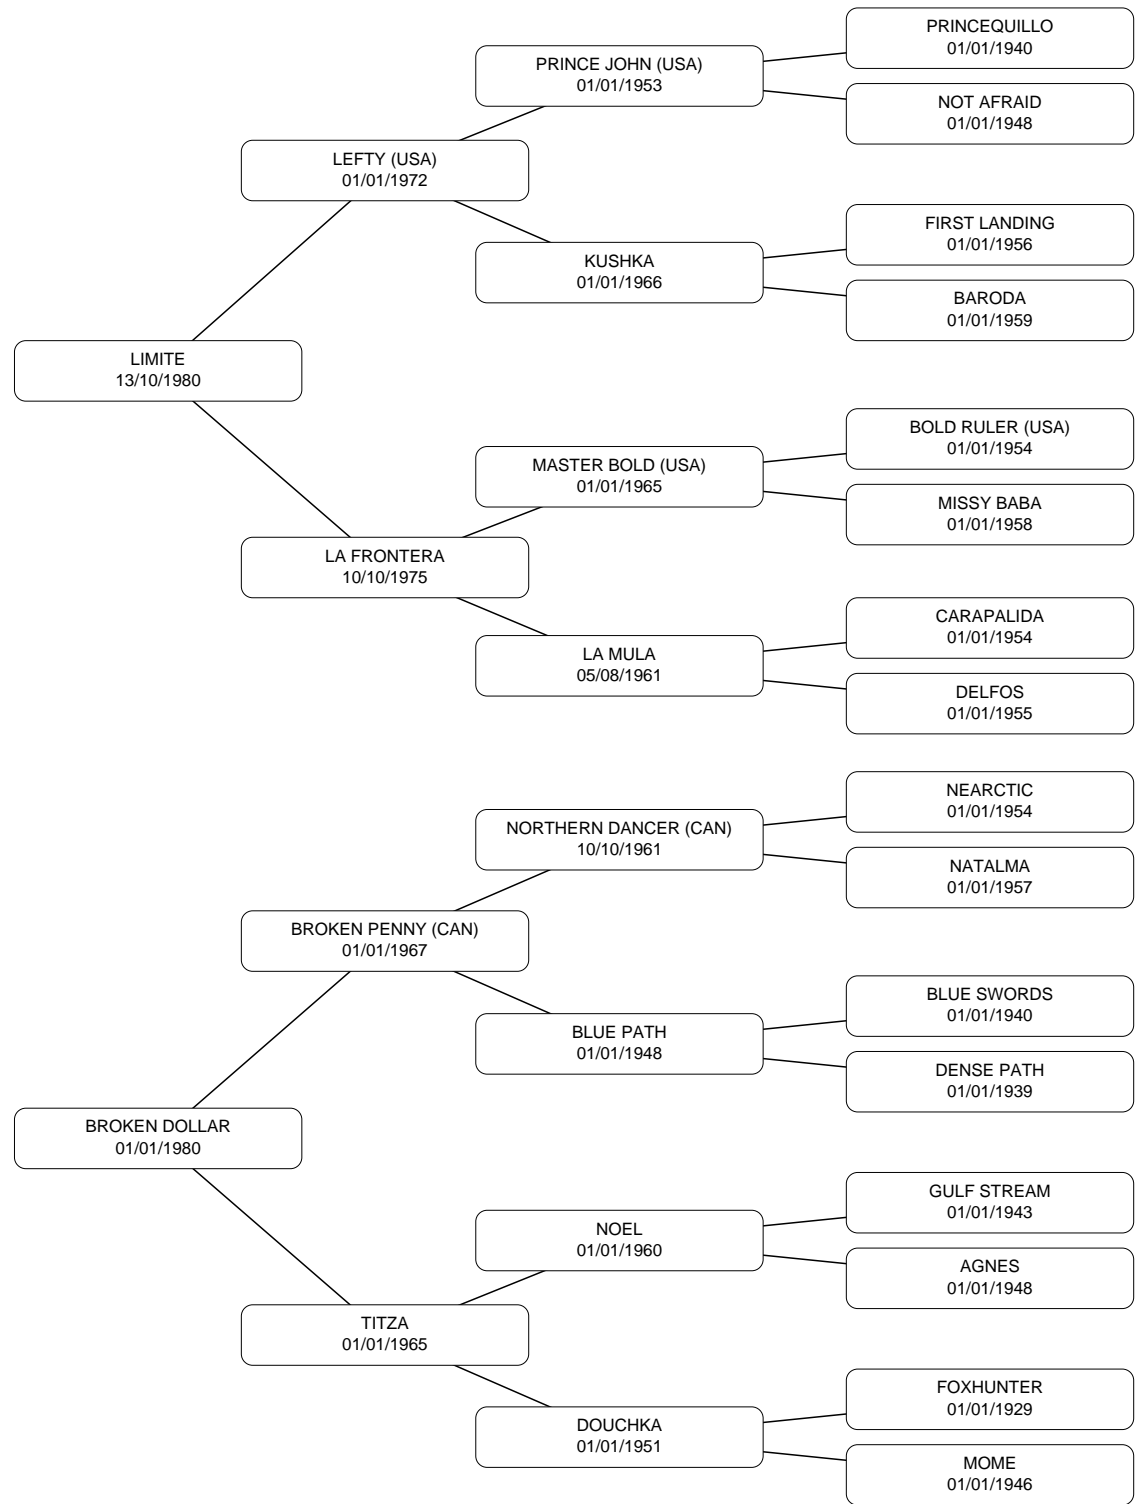 PRINCEQUILLO
01/01/1940
PRINCE JOHN (USA)
01/01/1953
NOT AFRAID
01/01/1948
LEFTY (USA)
01/01/1972
FIRST LANDING
01/01/1956
KUSHKA
01/01/1966
BARODA
01/01/1959
LIMITE
13/10/1980
BOLD RULER (USA)
01/01/1954
MASTER BOLD (USA)
01/01/1965
MISSY BABA
01/01/1958
LA FRONTERA
10/10/1975
CARAPALIDA
01/01/1954
LA MULA
05/08/1961
DELFOS
01/01/1955
NEARCTIC
01/01/1954
NORTHERN DANCER (CAN)
10/10/1961
NATALMA
01/01/1957
BROKEN PENNY (CAN)
01/01/1967
BLUE SWORDS
01/01/1940
BLUE PATH
01/01/1948
DENSE PATH
01/01/1939
BROKEN DOLLAR
01/01/1980
GULF STREAM
01/01/1943
NOEL
01/01/1960
AGNES
01/01/1948
TITZA
01/01/1965
FOXHUNTER
01/01/1929
DOUCHKA
01/01/1951
MOME
01/01/1946